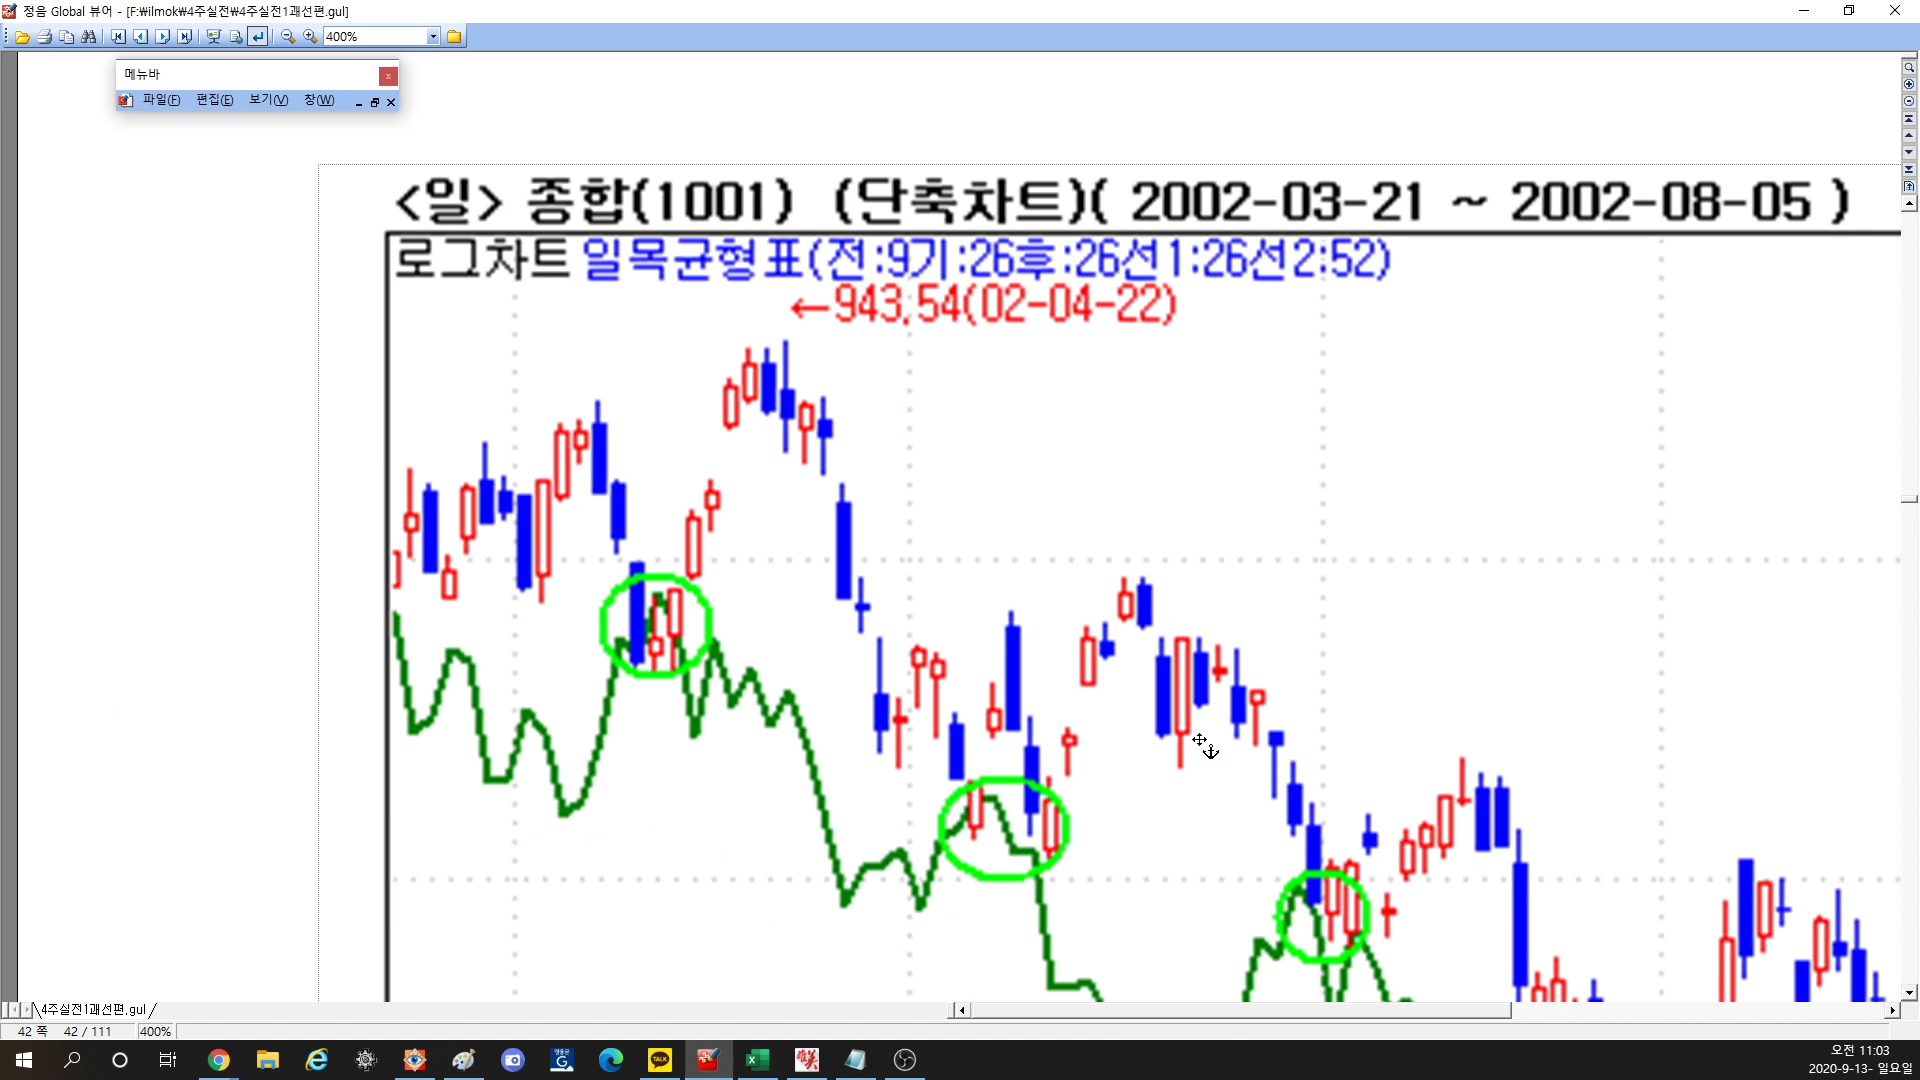 정음 Global 뷰어 - [F:₩ilmok₩4주실전₩4주실전1괘선편.gul]
400%
메뉴바
파일(F) 편집(E) 보기(V) 창(W)
<일> 종합(1001) (단축차트)( 2002-03-21 ~ 2002-08-05 )
로그차트 일목균형표(전:9기:26후:26선1:26선2:52)
←943,54(02-04-22)
4주실전1괘선편.gul
42 쪽 42 / 111 400%
TALK
오전 11:03
2020-9-13- 일요일